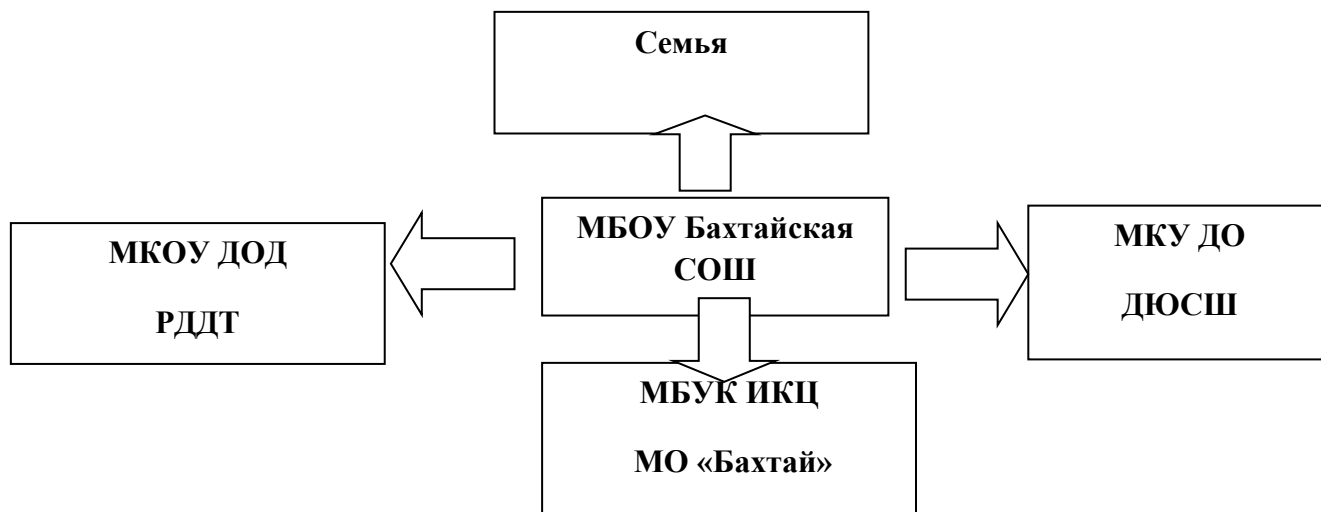 Семья
МКОУ ДОД
РДДТ
МБОУ Бахтайская
СОШ
МКУ ДО
ДЮСШ
МБУК ИКЦ
МО «Бахтай»